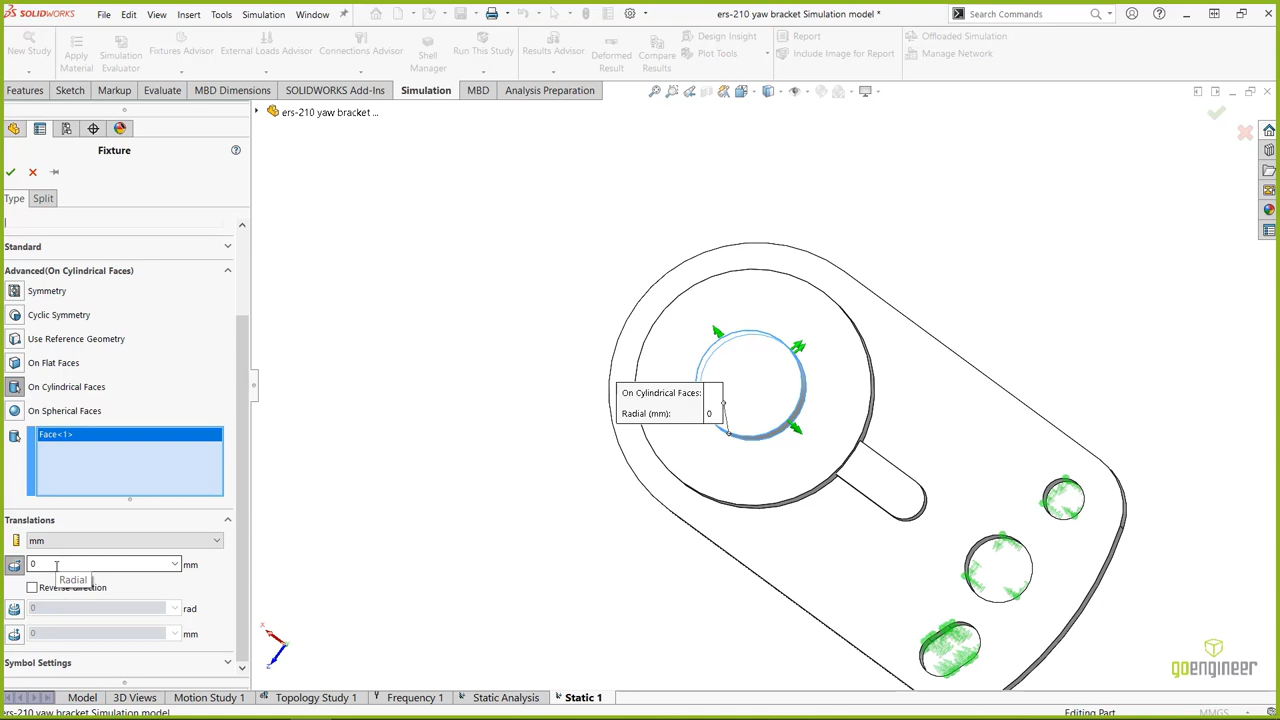 SOLIDWORKS File Edit View Insert Tools Simulation Window ers-210 yaw bracket Simulation model * Search Commands
New Study Apply Material Simulation Evaluator Fixtures Advisor External Loads Advisor Connections Advisor Shell Manager Run This Study Results Advisor Deformed Result Compare Results Design Insight Plot Tools Report Include Image for Report Offloaded Simulation Manage Network
Features Sketch Markup Evaluate MBD Dimensions SOLIDWORKS Add-Ins Simulation MBD Analysis Preparation
ers-210 yaw bracket ...
Fixture
Type Split
Standard
Advanced(On Cylindrical Faces)
Symmetry
Cyclic Symmetry
Use Reference Geometry
On Flat Faces
On Cylindrical Faces
On Spherical Faces
Face<1>
On Cylindrical Faces:
Radial (mm): 0
Translations
mm
0 mm
Radial
Reverse direction
0 rad
0 mm
Symbol Settings
X
Z
goengineer
Model 3D Views Motion Study 1 Topology Study 1 Frequency 1 Static Analysis Static 1
yaw bracket Simulation model Editing Part MMGS